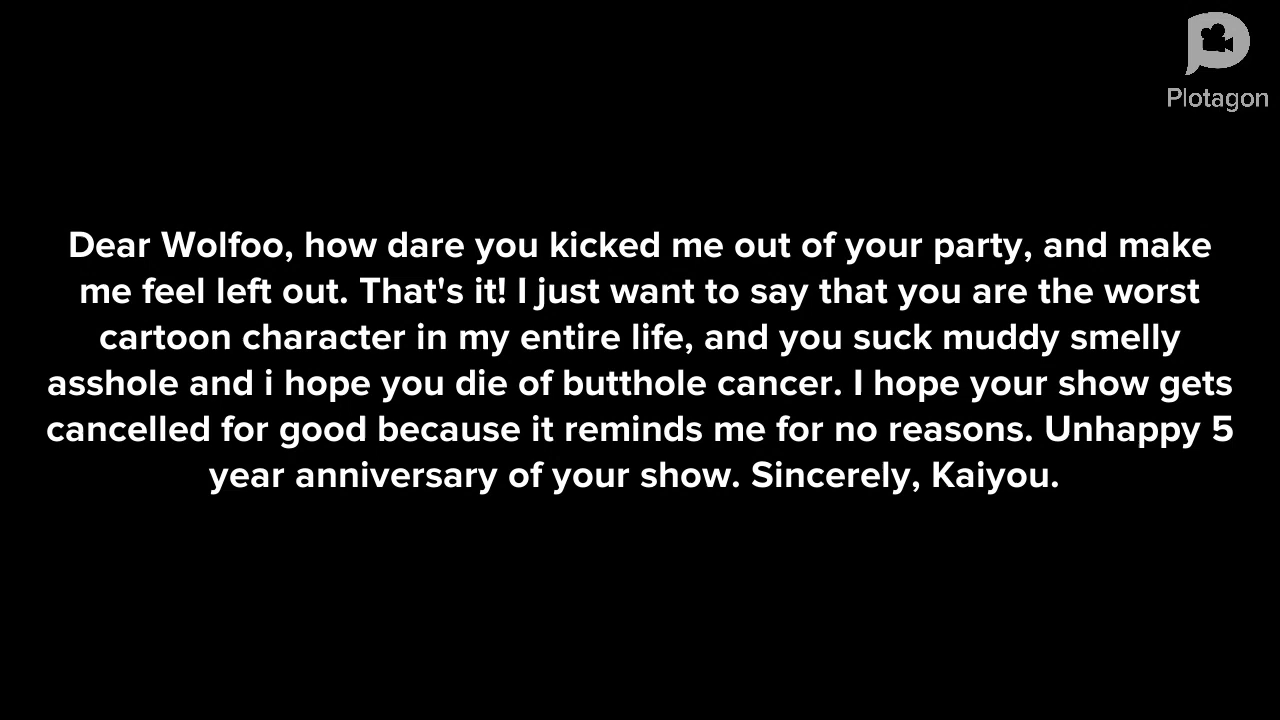 Plotagon
Dear Wolfoo, how dare you kicked me out of your party, and make
me feel left out. That's it! I just want to say that you are the worst
cartoon character in my entire life, and you suck muddy smelly
asshole and i hope you die of butthole cancer. I hope your show gets
cancelled for good because it reminds me for no reasons. Unhappy 5
year anniversary of your show. Sincerely, Kaiyou.